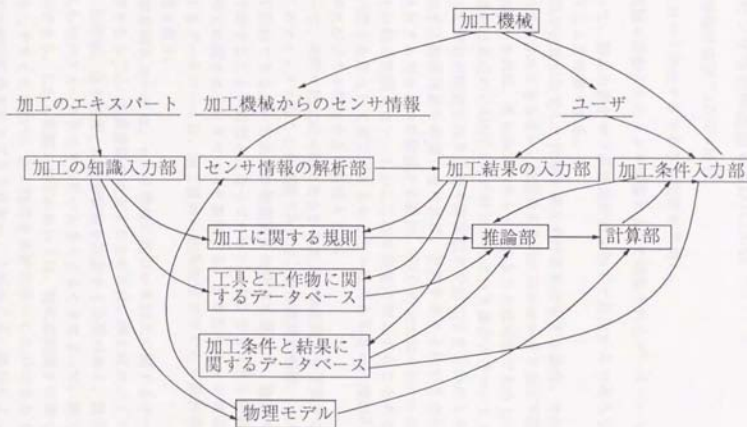 加工機械
加工のエキスパート
加工機械からのセンサ情報
ユーザ
加工の知識入力部
センサ情報の解析部
加工結果の入力部
加工条件入力部
加工に関する規則
推論部
計算部
工具と工作物に関
するデータベース
加工条件と結果に
関するデータベース
物理モデル